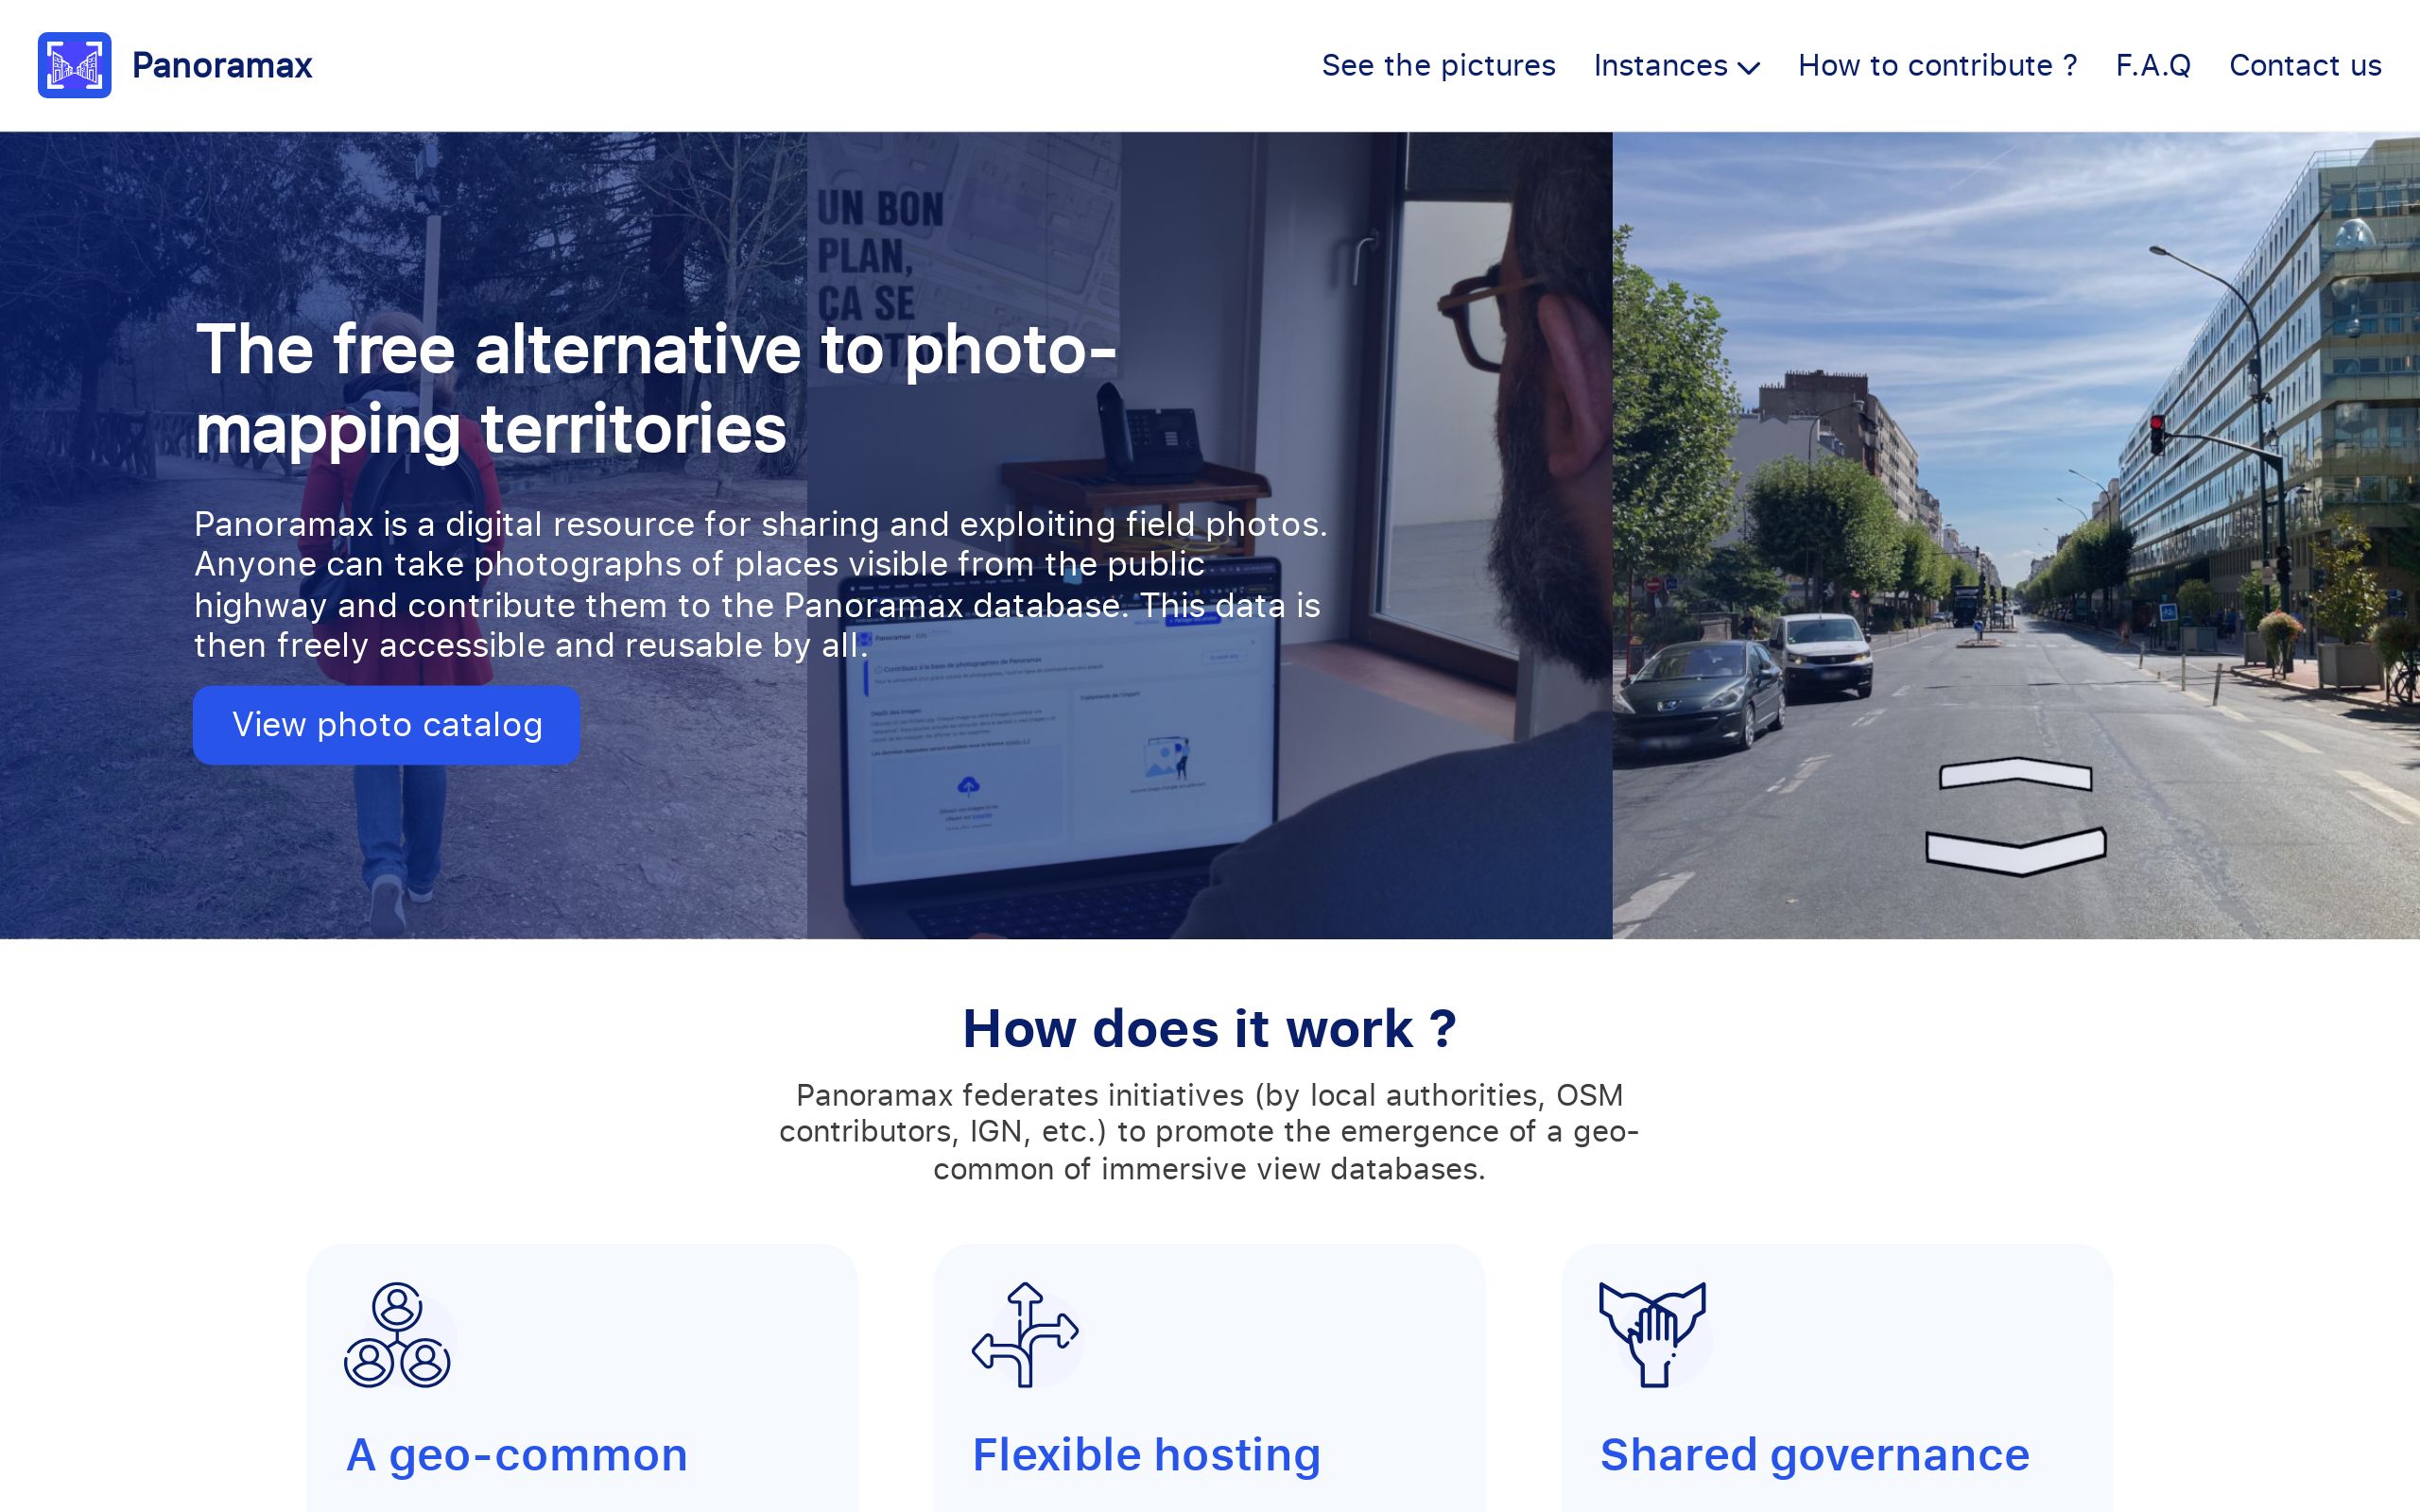 Panoramax
See the pictures
Instances
How to contribute ?
F.A.Q
Contact us
UN BON
PLAN,
ÇA SE
The free alternative to photo-
mapping territories
Panoramax is a digital resource for sharing and exploiting field photos.
Anyone can take photographs of places visible from the public
highway and contribute them to the Panoramax database. This data is
then freely accessible and reusable by all.
View photo catalog
Panoramax
How does it work ?
Panoramax federates initiatives (by local authorities, OSM
contributors, IGN, etc.) to promote the emergence of a geo-
common of immersive view databases.
A geo-common
Flexible hosting
Shared governance